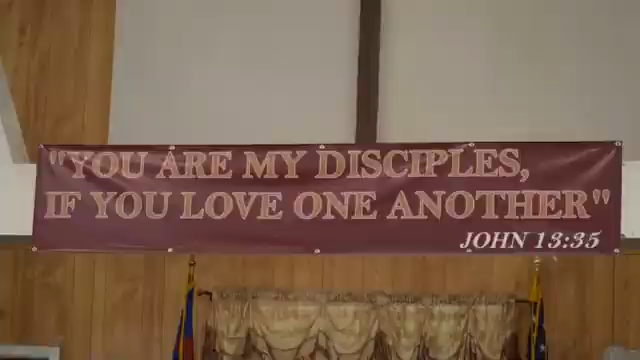 "YOU ARE MY DISCIPLES,
IF YOU LOVE ONE ANOTHER"
JOHN 13:35